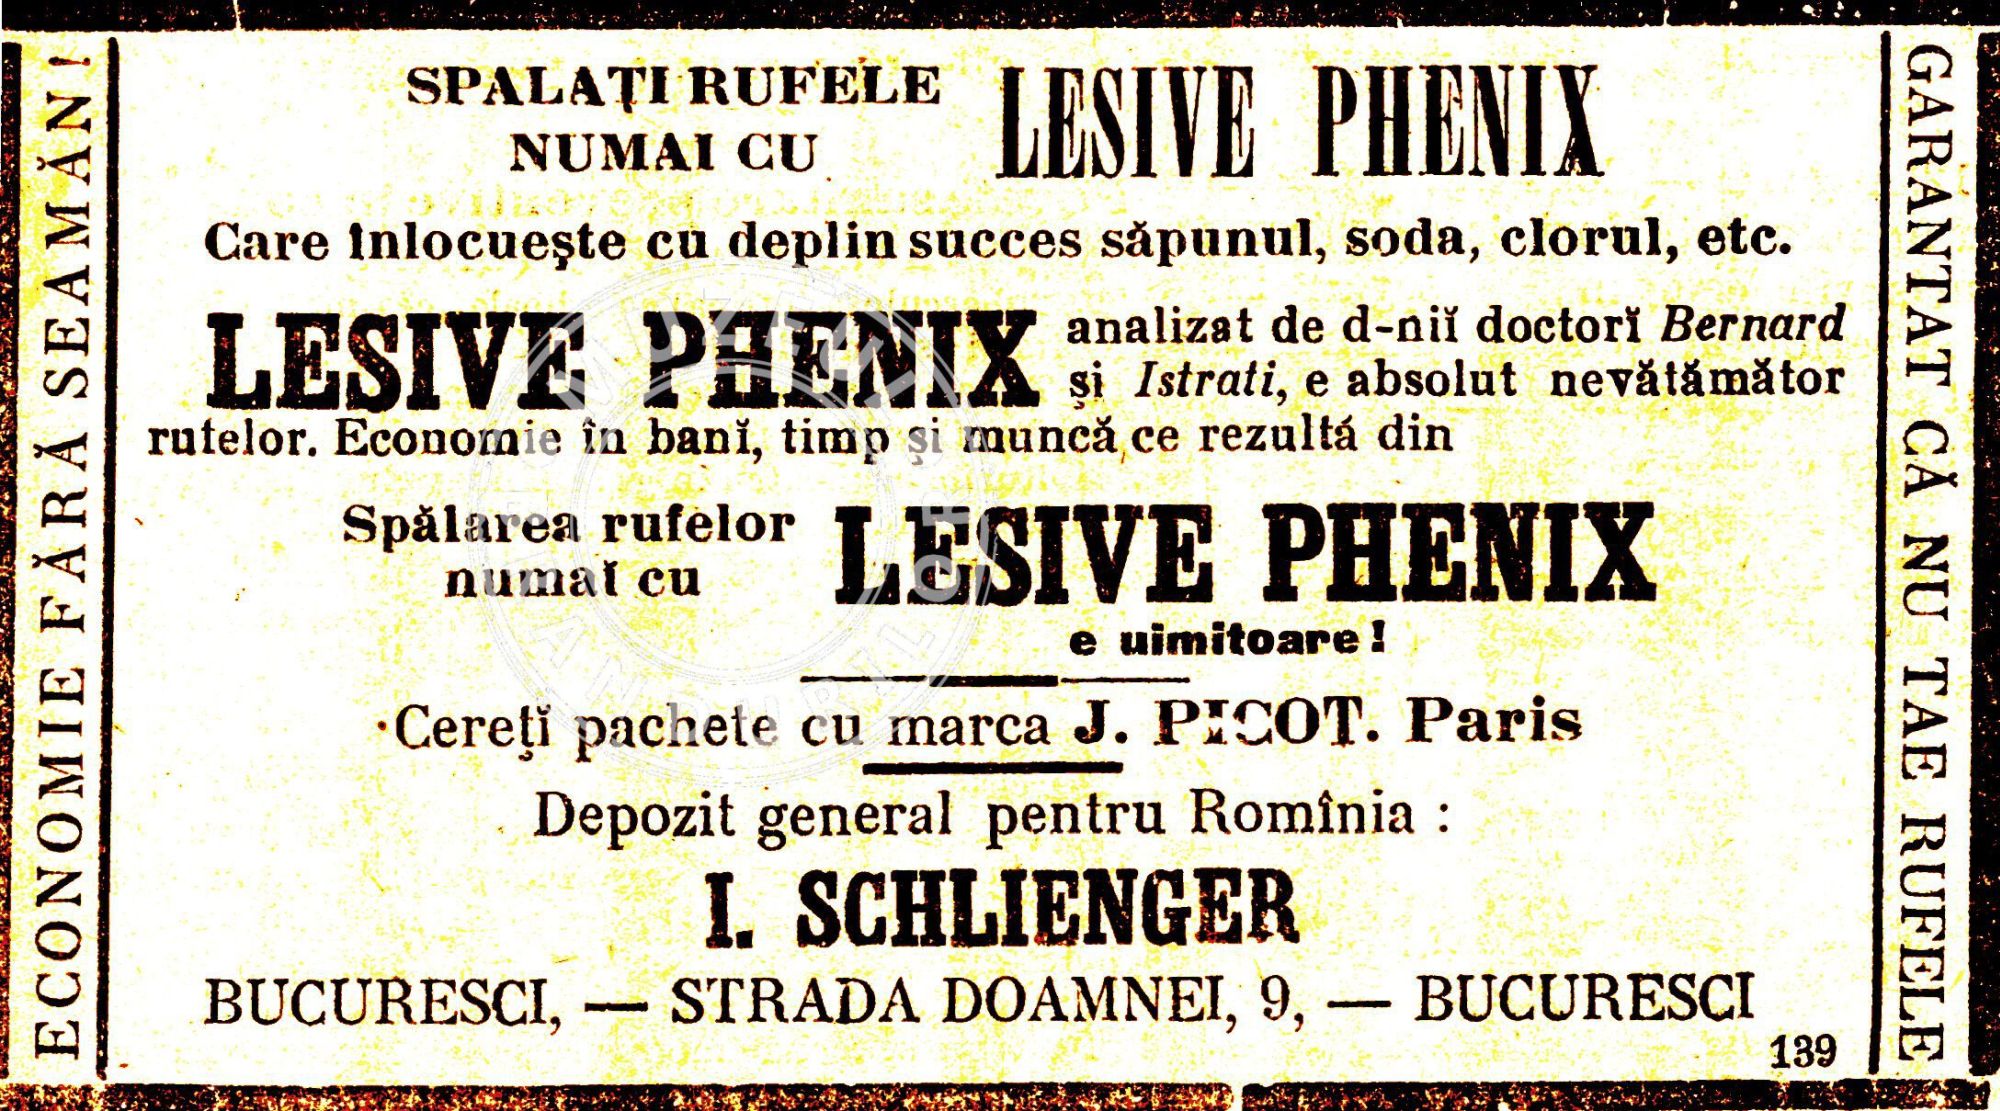 ECONOMIE FĂRĂ SEAMĂN!
SPALAȚI RUFELE
NUMAI CU
LESIVE PHENIX
Care înlocuește cu deplin succes săpunul, soda, clorul, etc.
LESIVE PHENIX analizat de d-niĭ doctorĭ Bernard
și Istrati, e absolut nevătămător
rufelor. Economie în banĭ, timp și muncă ce rezultă din
Spălarea rufelor
numaĭ cu
LESIVE PHENIX
e uimitoare!
Cerețĭ pachete cu marca J. PICOT. Paris
Depozit general pentru Romînia :
I. SCHLIENGER
BUCURESCI, — STRADA DOAMNEI, 9, — BUCURESCI
139
GARANTAT CĂ NU TAE RUFELE